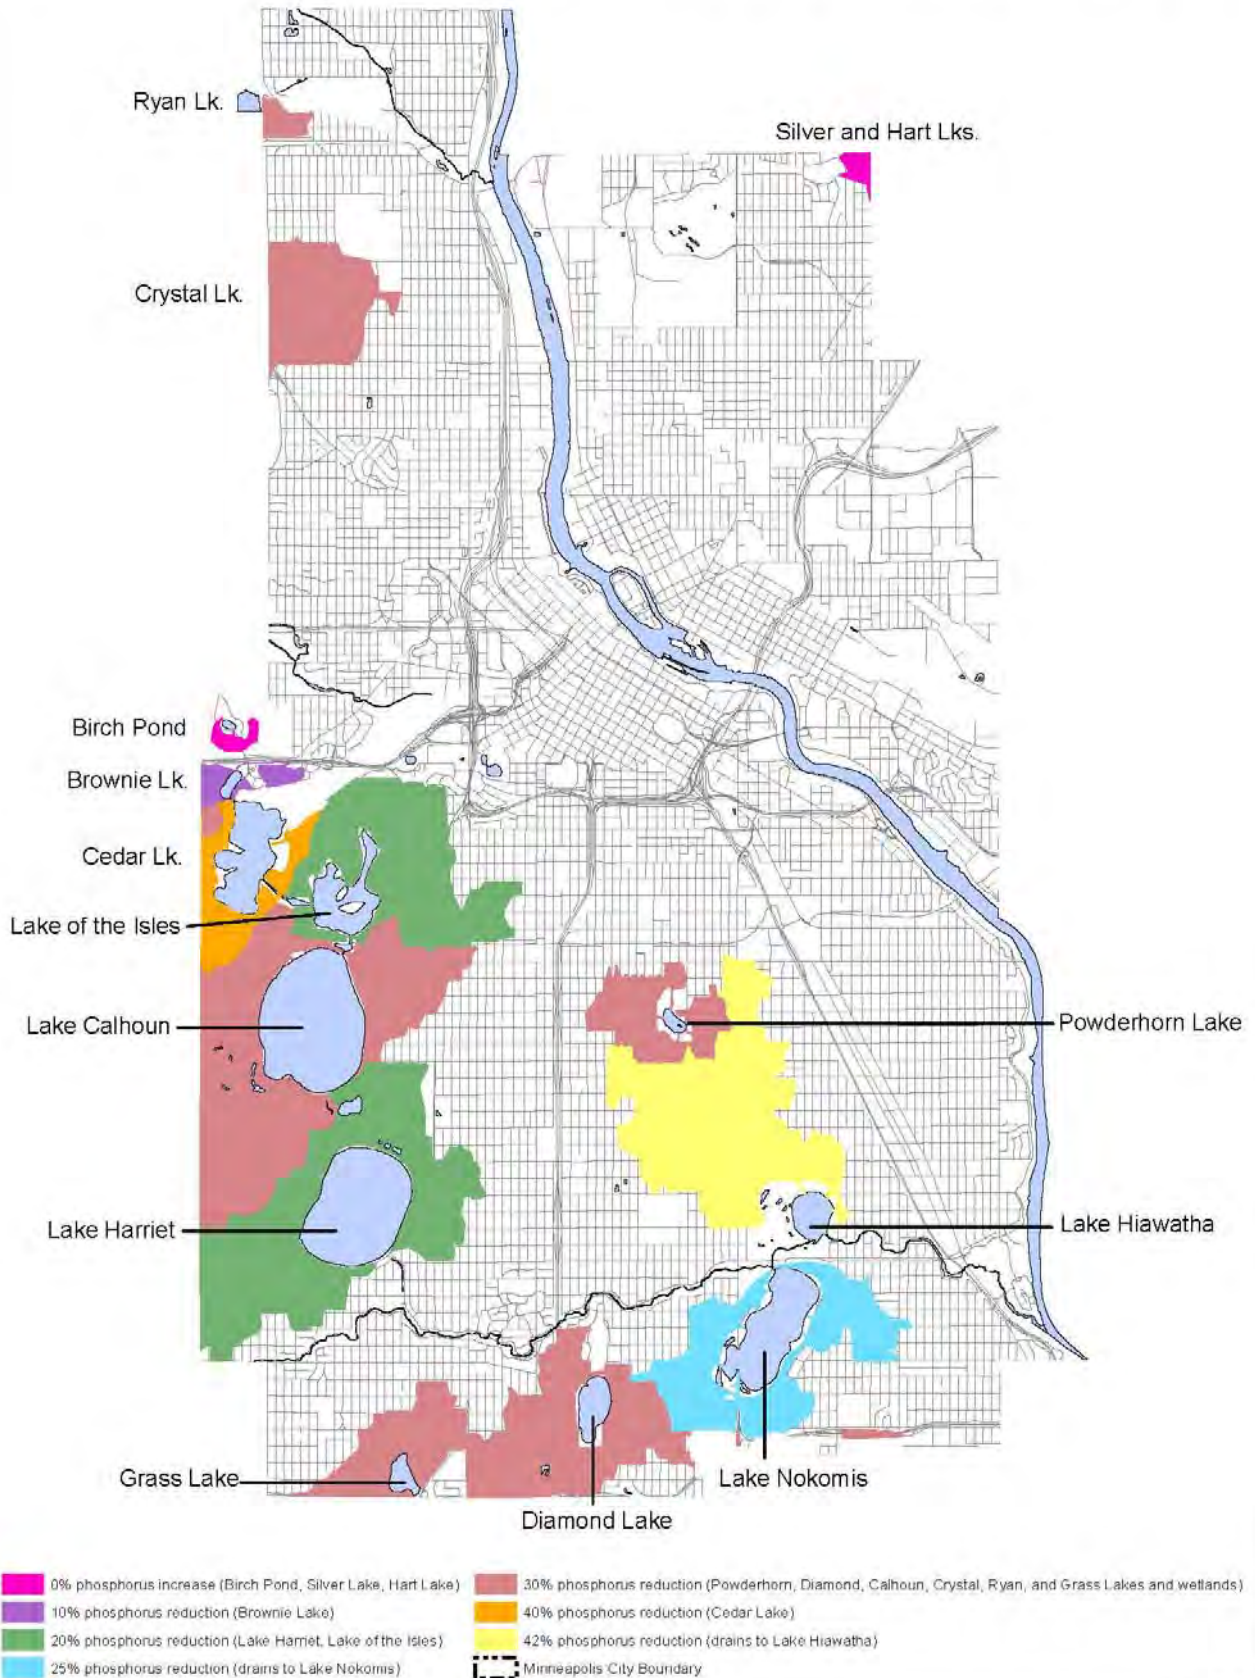 Ryan Lk.
Silver and Hart Lks.
Crystal Lk.
Birch Pond
Brownie Lk.
Cedar Lk.
Lake of the Isles
Lake Calhoun
Powderhorn Lake
Lake Harriet
Lake Hiawatha
Grass Lake
Lake Nokomis
Diamond Lake
0% phosphorus increase (Birch Pond, Silver Lake, Hart Lake)
10% phosphorus reduction (Brownie Lake)
20% phosphorus reduction (Lake Harriet, Lake of the Isles)
25% phosphorus reduction (drains to Lake Nokomis)
30% phosphorus reduction (Powderhorn, Diamond, Calhoun, Crystal, Ryan, and Grass Lakes and wetlands)
40% phosphorus reduction (Cedar Lake)
42% phosphorus reduction (drains to Lake Hiawatha)
Minneapolis City Boundary